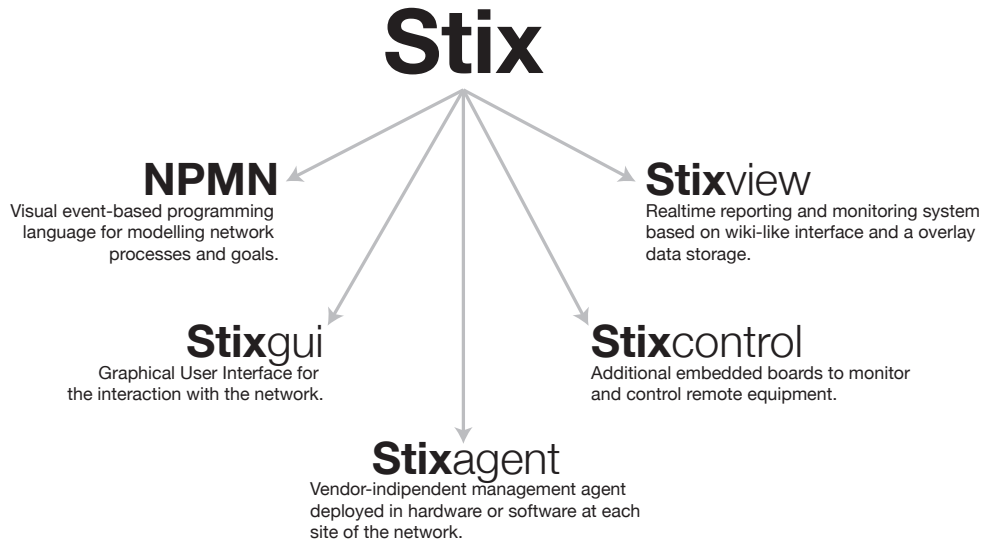 Stix
NPMN
Visual event-based programming
language for modelling network
processes and goals.
Stixview
Realtime reporting and monitoring system
based on wiki-like interface and a overlay
data storage.
Stixgui
Graphical User Interface for
the interaction with the network.
Stixcontrol
Additional embedded boards to monitor
and control remote equipment.
Stixagent
Vendor-indipendent management agent
deployed in hardware or software at each
site of the network.